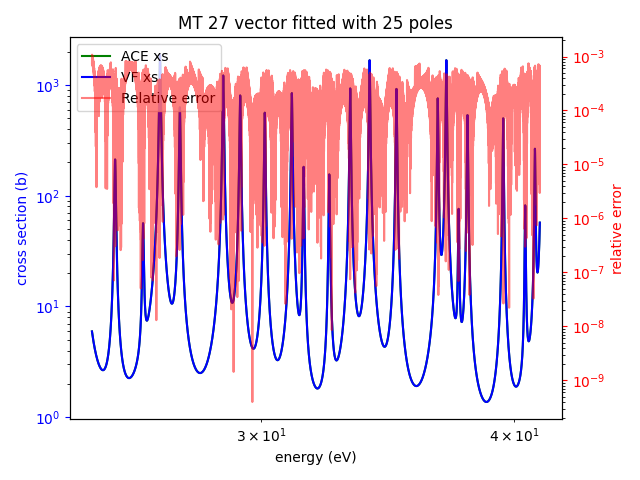 MT 27 vector fitted with 25 poles
ACE xs
VF xs
Relative error
cross section (b)
10³
10²
10¹
10⁰
10⁻³
10⁻⁴
10⁻⁵
10⁻⁶
10⁻⁷
10⁻⁸
10⁻⁹
relative error
3 × 10¹
4 × 10¹
energy (eV)